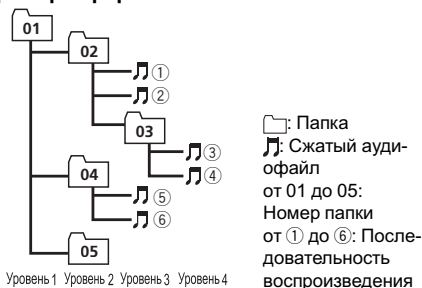 01
02
①
②
03
③
④
04
⑤
⑥
05
Уровень 1 Уровень 2 Уровень 3 Уровень 4
: Папка
: Сжатый ауди-
офайл
от 01 до 05:
Номер папки
от ① до ⑥: После-
довательность
воспроизведения